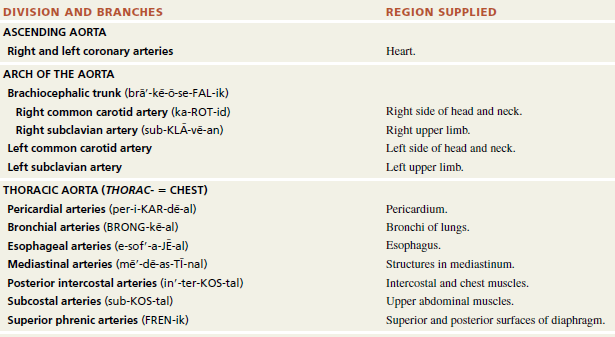 DIVISION AND BRANCHES REGION SUPPLIED
ASCENDING AORTA
Right and left coronary arteries Heart.
ARCH OF THE AORTA
Brachiocephalic trunk (brā′-kē-ō-se-FAL-ik)
Right common carotid artery (ka-ROT-id) Right side of head and neck.
Right subclavian artery (sub-KLĀ-vē-an) Right upper limb.
Left common carotid artery Left side of head and neck.
Left subclavian artery Left upper limb.
THORACIC AORTA (THORAC- = CHEST)
Pericardial arteries (per-i-KAR-dē-al) Pericardium.
Bronchial arteries (BRONG-kē-al) Bronchi of lungs.
Esophageal arteries (e-sof′-a-JĒ-al) Esophagus.
Mediastinal arteries (mē′-dē-as-TĪ-nal) Structures in mediastinum.
Posterior intercostal arteries (in′-ter-KOS-tal) Intercostal and chest muscles.
Subcostal arteries (sub-KOS-tal) Upper abdominal muscles.
Superior phrenic arteries (FREN-ik) Superior and posterior surfaces of diaphragm.